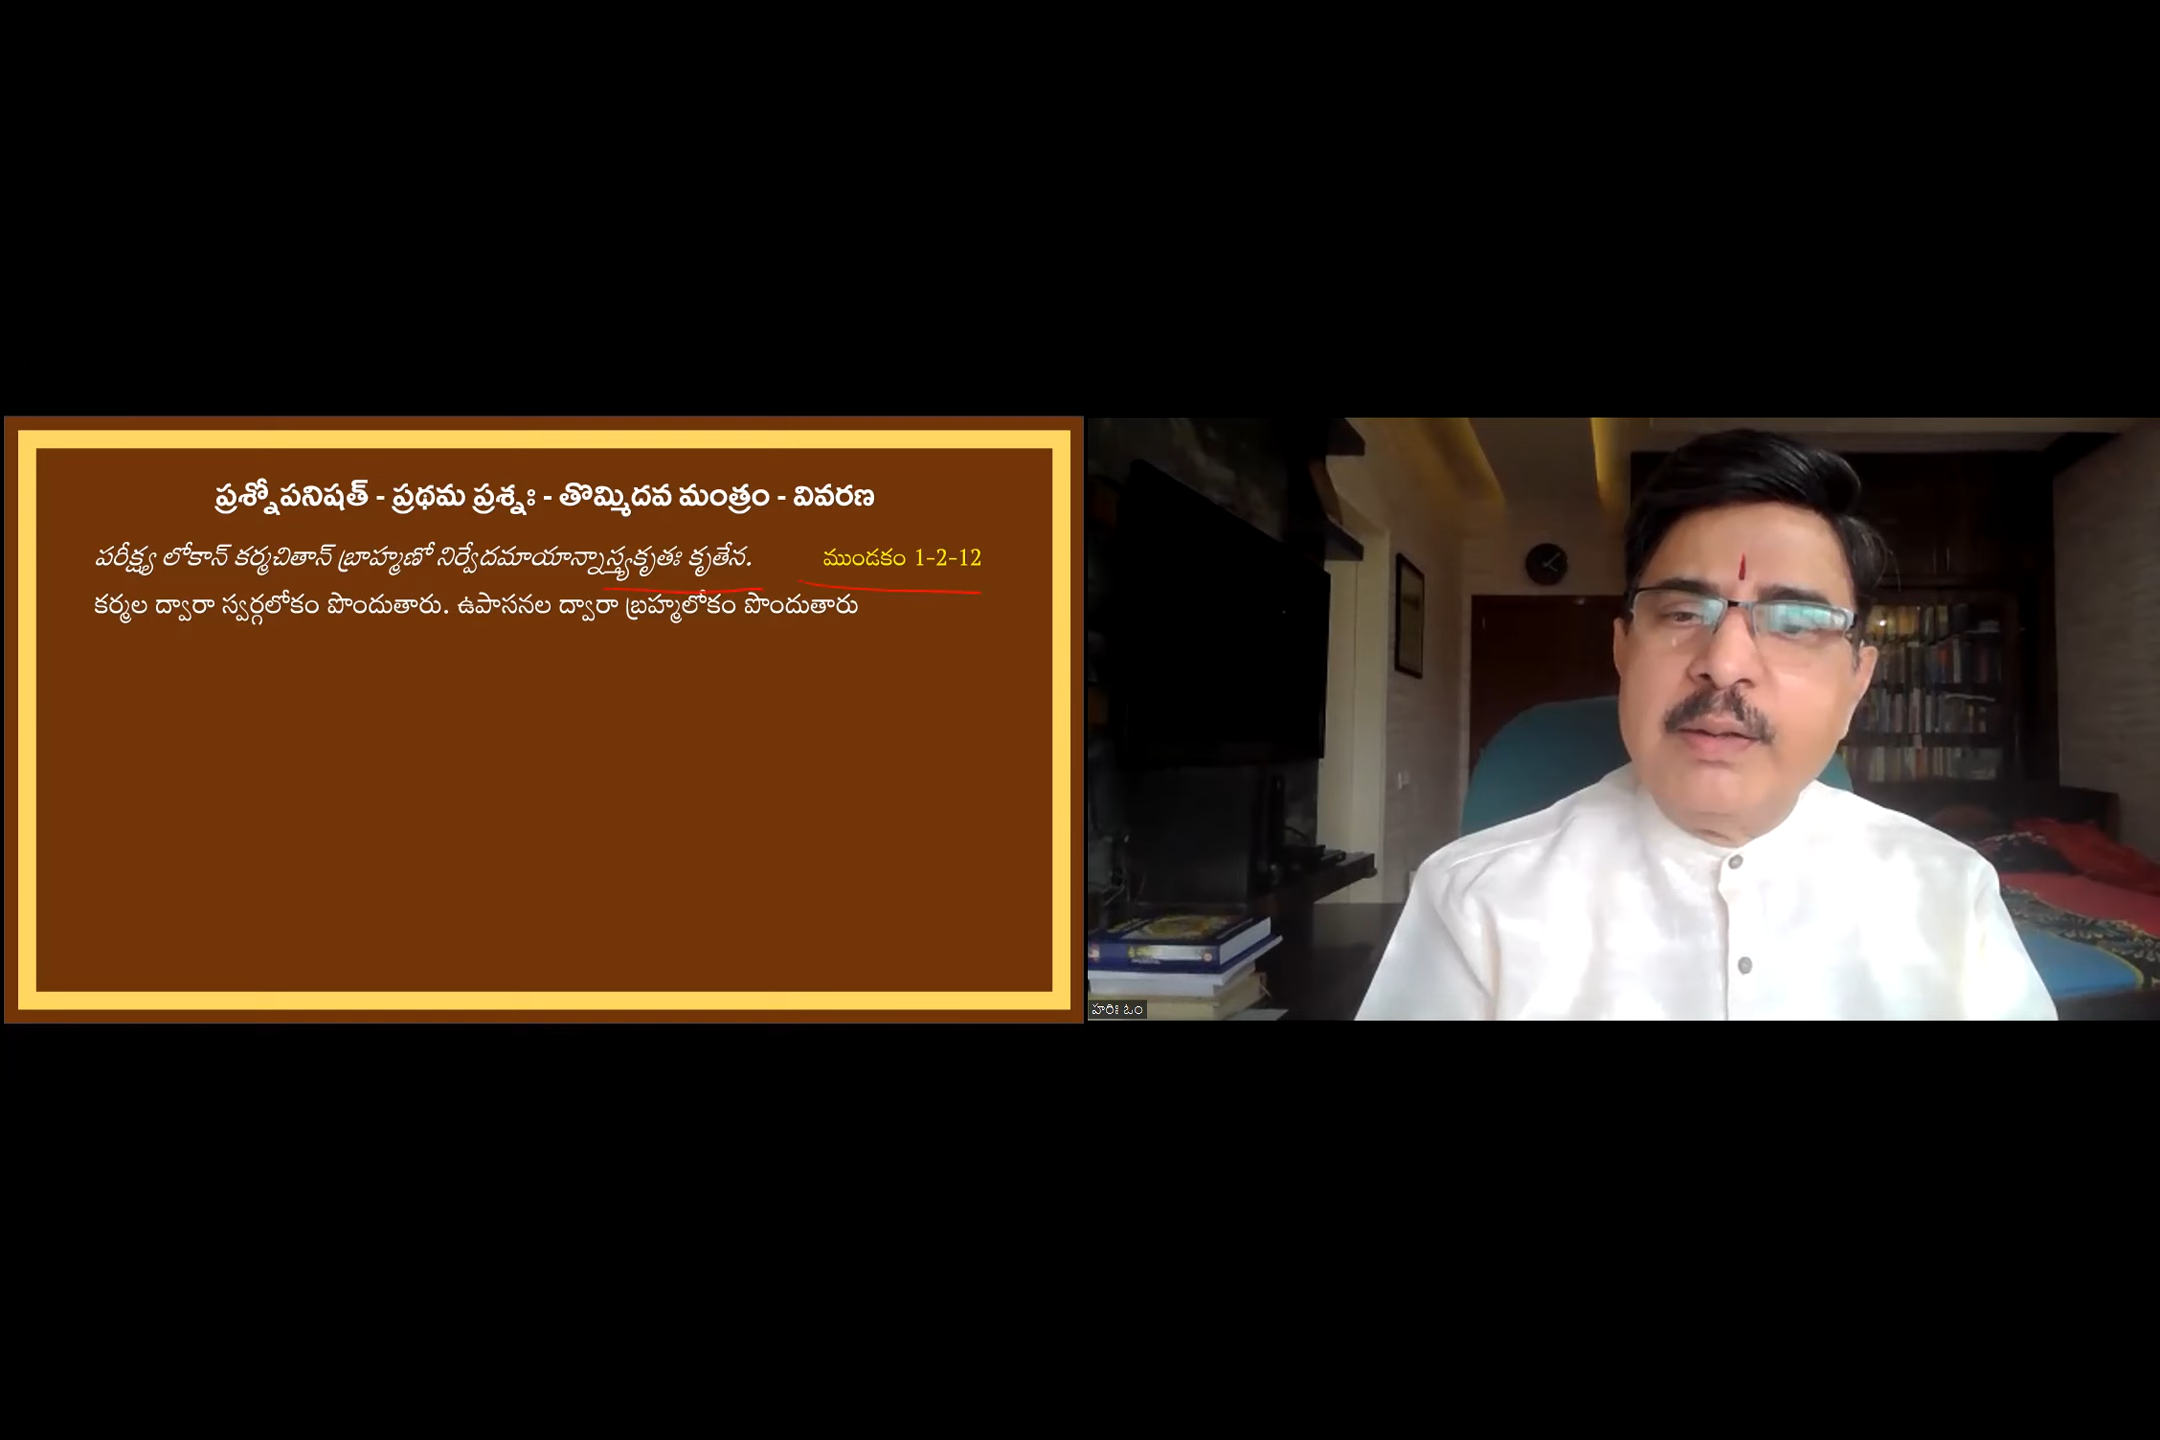 ప్రశ్నోపనిషత్ - ప్రథమ ప్రశ్నః - తొమ్మిదవ మంత్రం - వివరణ
పరీక్ష్య లోకాన్ కర్మచితాన్ బ్రాహ్మణో నిర్వేదమాయాన్నాస్త్యకృతః కృతేన. ముండకం 1-2-12
కర్మల ద్వారా స్వర్గలోకం పొందుతారు. ఉపాసనల ద్వారా బ్రహ్మలోకం పొందుతారు
హరిః ఓం